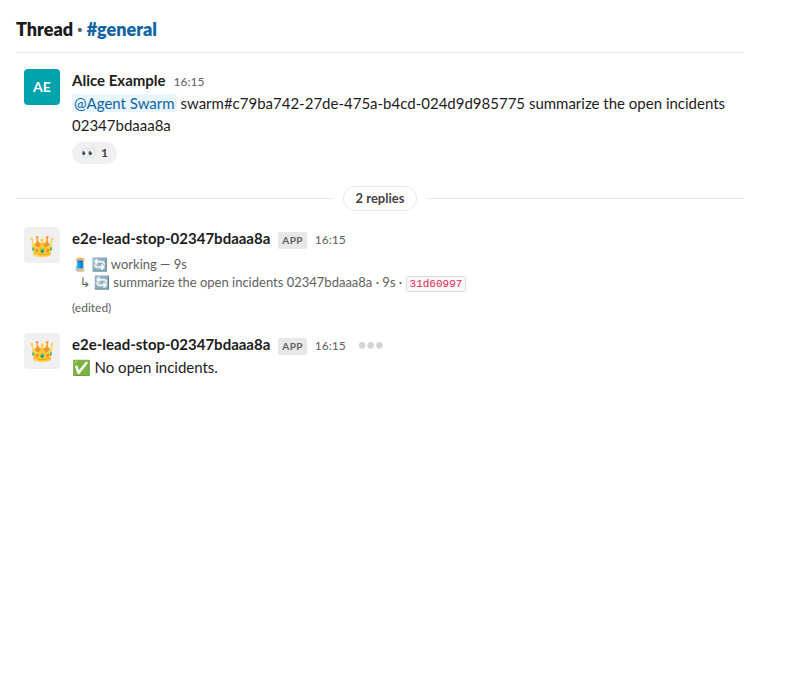 Thread • #general
AE
Alice Example 16:15
@Agent Swarm swarm#c79ba742-27de-475a-b4cd-024d9d985775 summarize the open incidents
02347bdaaa8a
👀 1
2 replies
e2e-lead-stop-02347bdaaa8a APP 16:15
🧵 🔄 working — 9s
↳ 🔄 summarize the open incidents 02347bdaaa8a · 9s · 31d60997
(edited)
e2e-lead-stop-02347bdaaa8a APP 16:15
✅ No open incidents.